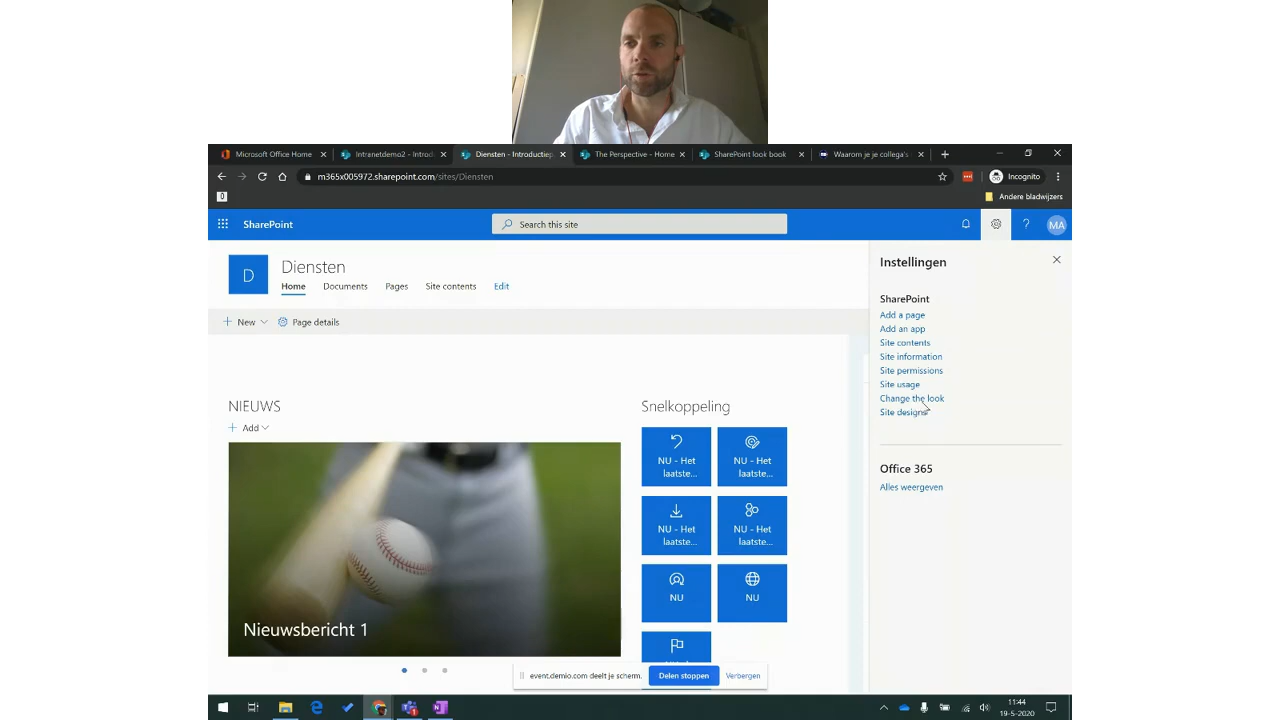 Microsoft Office Home
Intranetdemo2 - Introd
Diensten - Introductiep
The Perspective - Home
SharePoint look book
Waarom je je collega's
m365x005972.sharepoint.com/sites/Diensten
Incognito
Andere bladwijzers
SharePoint
Search this site
MA
D
Diensten
Home
Documents
Pages
Site contents
Edit
New
Page details
NIEUWS
Add
Nieuwsbericht 1
Snelkoppeling
NU - Het
laatste...
NU - Het
laatste...
NU - Het
laatste...
NU - Het
laatste...
NU
NU
Instellingen
SharePoint
Add a page
Add an app
Site contents
Site information
Site permissions
Site usage
Change the look
Site designs
Office 365
Alles weergeven
event.demio.com deelt je scherm.
Delen stoppen
Verbergen
11:44
19-5-2020